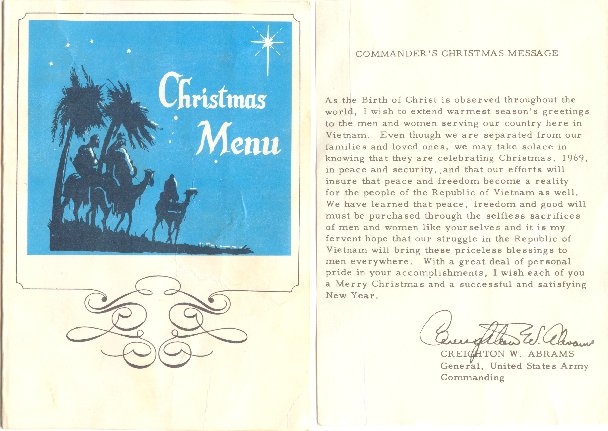 Christmas
Menu
COMMANDER'S CHRISTMAS MESSAGE
As the Birth of Christ is observed throughout the
world, I wish to extend warmest season's greetings
to the men and women serving our country here in
Vietnam. Even though we are separated from our
families and loved ones, we may take solace in
knowing that they are celebrating Christmas, 1969,
in peace and security, and that our efforts will
insure that peace and freedom become a reality
for the people of the Republic of Vietnam as well.
We have learned that peace, freedom and good will
must be purchased through the selfless sacrifices
of men and women like yourselves and it is my
fervent hope that our struggle in the Republic of
Vietnam will bring these priceless blessings to
men everywhere. With a great deal of personal
pride in your accomplishments, I wish each of you
a Merry Christmas and a successful and satisfying
New Year.
Creighton W. Abrams
CREIGHTON W. ABRAMS
General, United States Army
Commanding